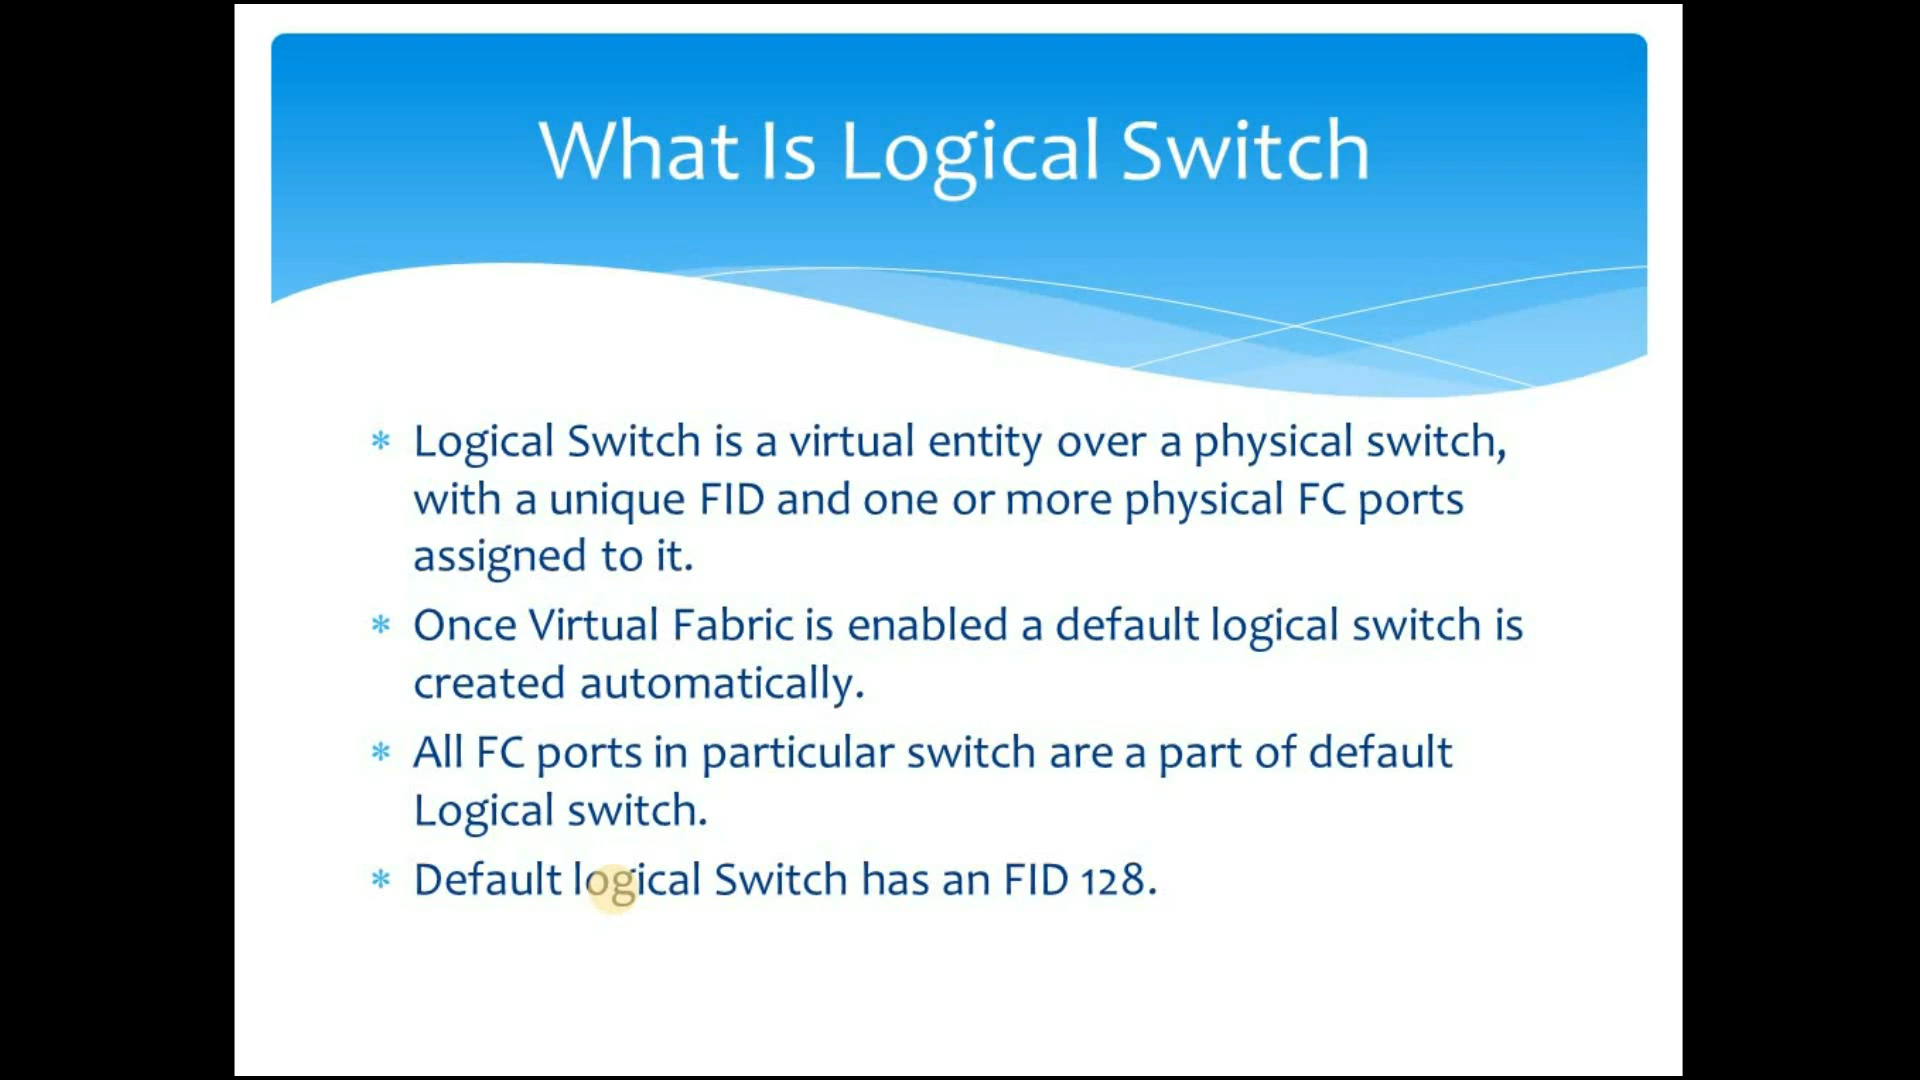 What Is Logical Switch
* Logical Switch is a virtual entity over a physical switch,
with a unique FID and one or more physical FC ports
assigned to it.
* Once Virtual Fabric is enabled a default logical switch is
created automatically.
* All FC ports in particular switch are a part of default
Logical switch.
* Default logical Switch has an FID 128.